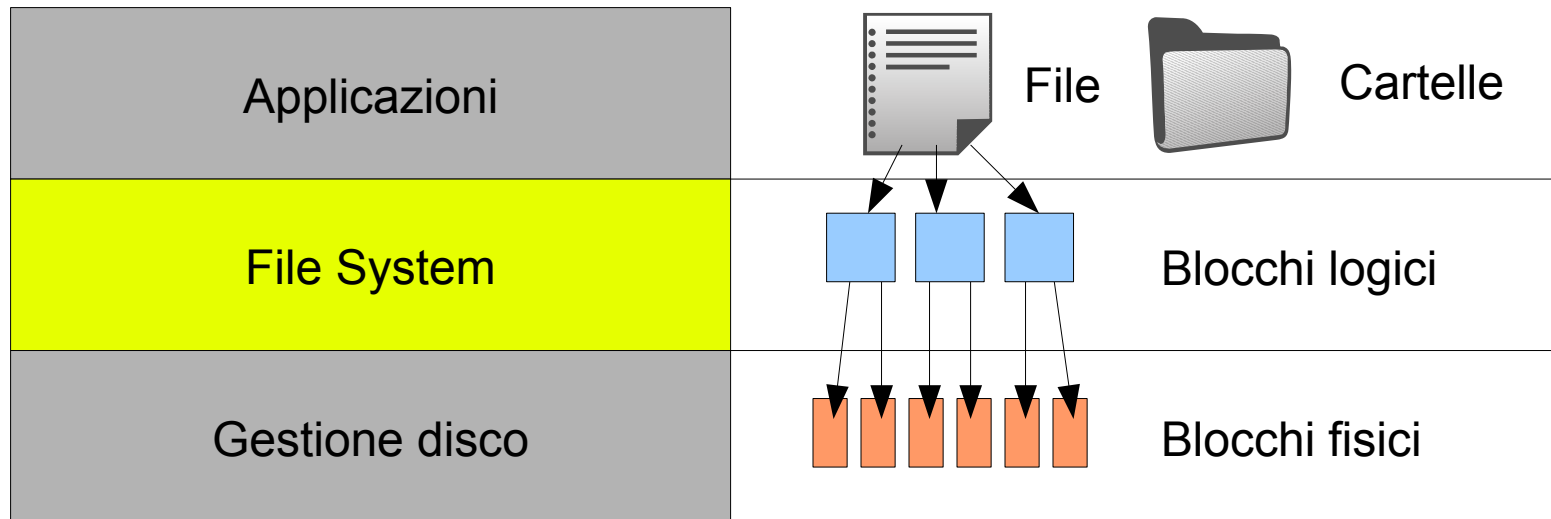 Applicazioni
File
Cartelle
File System
Blocchi logici
Gestione disco
Blocchi fisici